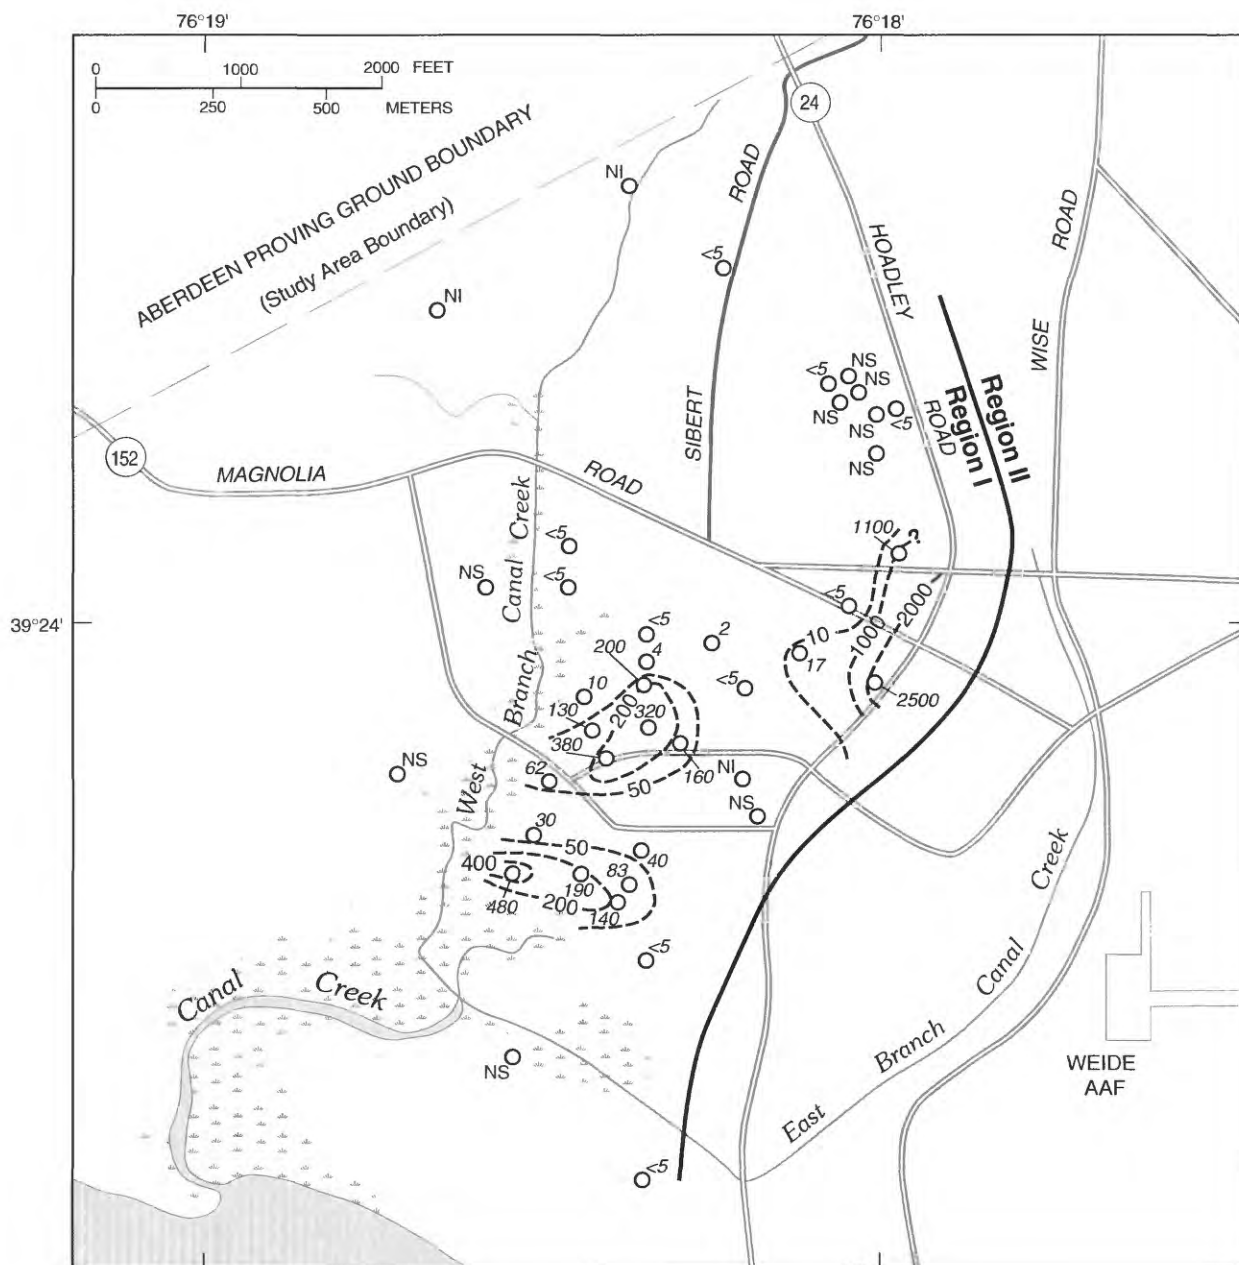 76°19'
76°18'
0 1000 2000 FEET
0 250 500 METERS
24
ABERDEEN PROVING GROUND BOUNDARY
(Study Area Boundary)
NI
ROAD
<5
NI
HOADLEY
ROAD
WISE
ROAD
SIBERT
<5
NS
NS
NS
NS
<5
NS
Region II
Region I
152
MAGNOLIA
ROAD
1100
?
<5
NS
<5
West
Branch
Canal
Creek
39°24'
<5
4
2
<5
<5
10
17
1000
2000
2500
200
10
130
200
320
380
160
50
62
NS
NI
NS
30
50
40
400
480
190
83
200
140
<5
Canal
Creek
NS
<5
East
Branch
Canal
Creek
WEIDE
AAF